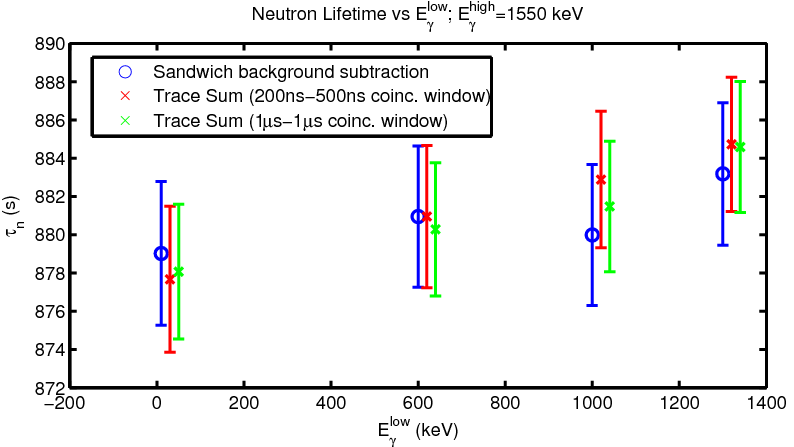 Neutron Lifetime vs E_γ^low; E_γ^high=1550 keV
890
888
886
884
882
880
878
876
874
872
τ_n (s)
Sandwich background subtraction
Trace Sum (200ns−500ns coinc. window)
Trace Sum (1μs−1μs coinc. window)
−200 0 200 400 600 800 1000 1200 1400
E_γ^low (keV)